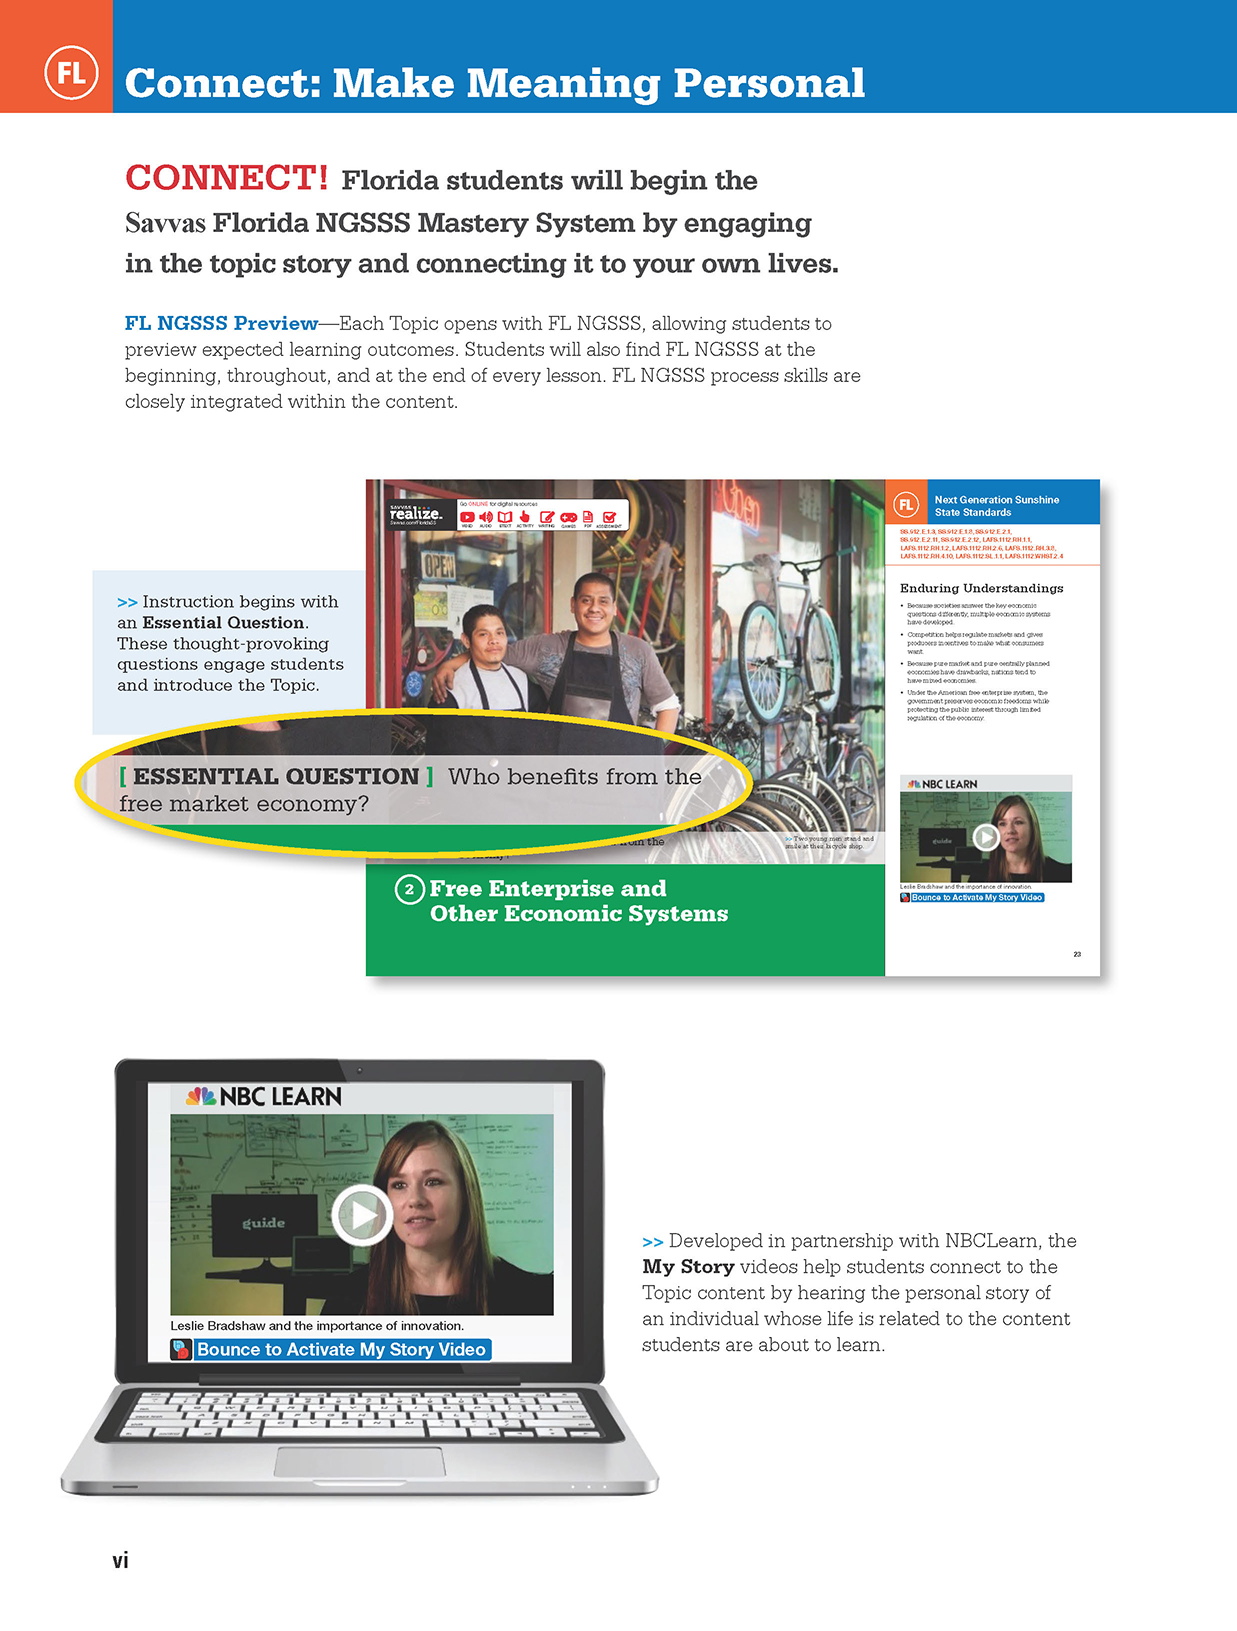 FL
Connect: Make Meaning Personal
CONNECT! Florida students will begin the
Savvas Florida NGSSS Mastery System by engaging
in the topic story and connecting it to your own lives.
FL NGSSS Preview—Each Topic opens with FL NGSSS, allowing students to
preview expected learning outcomes. Students will also find FL NGSSS at the
beginning, throughout, and at the end of every lesson. FL NGSSS process skills are
closely integrated within the content.
>> Instruction begins with
an Essential Question.
These thought-provoking
questions engage students
and introduce the Topic.
SAVVAS
realize.
Savvas.com/FloridaSS
Go ONLINE for digital resources
VIDEO AUDIO ETEXT ACTIVITY WRITING GAMES PDF ASSESSMENT
OPEN
Open
[ ESSENTIAL QUESTION ] Who benefits from the
free market economy?
from the
>> Two young men stand and
smile at their bicycle shop.
2 Free Enterprise and
Other Economic Systems
FL
Next Generation Sunshine
State Standards
SS.912.E.1.3, SS.912.E.1.8, SS.912.E.2.1,
SS.912.E.2.11, SS.912.E.2.12, LAFS.1112.RH.1.1,
LAFS.1112.RH.1.2, LAFS.1112.RH.2.6, LAFS.1112.RH.3.8,
LAFS.1112.RH.4.10, LAFS.1112.SL.1.1, LAFS.1112.WHST.2.4
Enduring Understandings
• Because societies answer the key economic
questions differently, multiple economic systems
have developed.
• Competition helps regulate markets and gives
producers incentives to make what consumers
want.
• Because pure market and pure centrally planned
economies have drawbacks, nations tend to
have mixed economies.
• Under the American free enterprise system, the
government preserves economic freedoms while
protecting the public interest through limited
regulation of the economy.
NBC LEARN
guide
Leslie Bradshaw and the importance of innovation.
Bounce to Activate My Story Video
23
NBC LEARN
guide
Leslie Bradshaw and the importance of innovation.
Bounce to Activate My Story Video
>> Developed in partnership with NBCLearn, the
My Story videos help students connect to the
Topic content by hearing the personal story of
an individual whose life is related to the content
students are about to learn.
vi